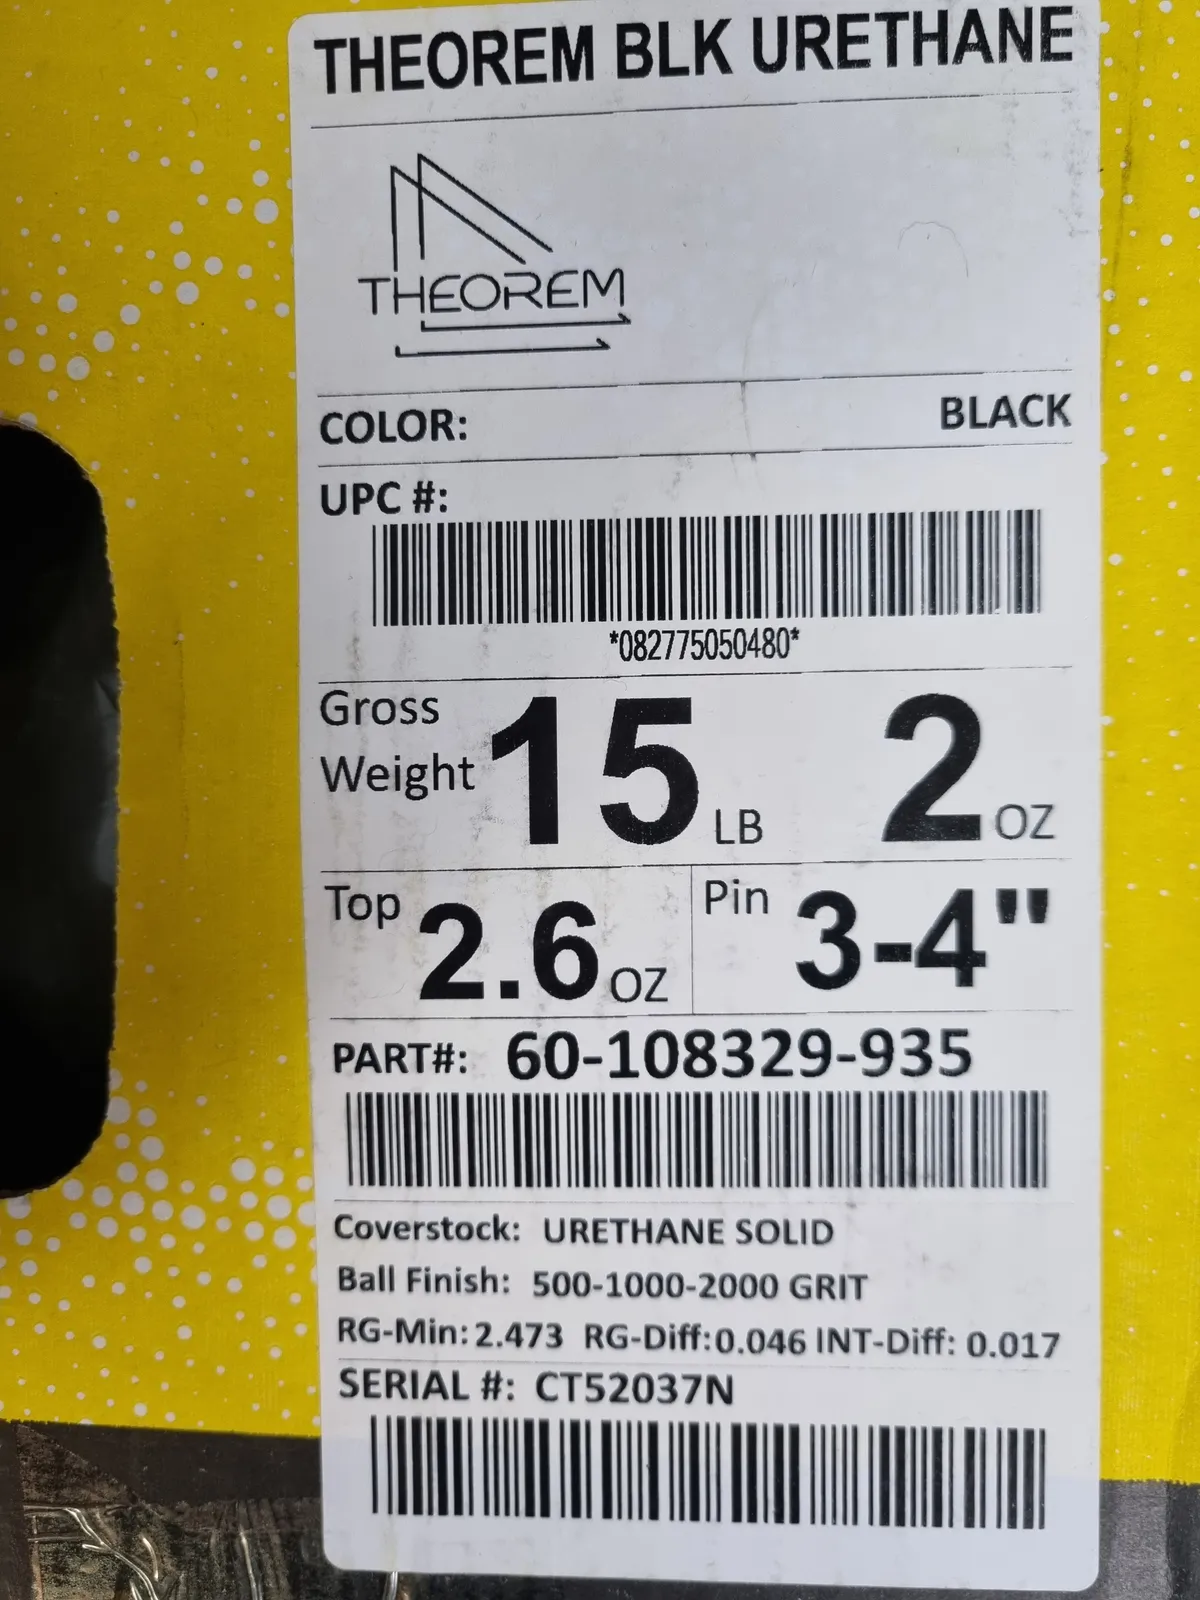 THEOREM BLK URETHANE
THEOREM
COLOR: BLACK
UPC #:
*082775050480*
Gross Weight 15 LB 2 OZ
Top 2.6 OZ Pin 3-4"
PART#: 60-108329-935
Coverstock: URETHANE SOLID
Ball Finish: 500-1000-2000 GRIT
RG-Min: 2.473 RG-Diff: 0.046 INT-Diff: 0.017
SERIAL #: CT52037N